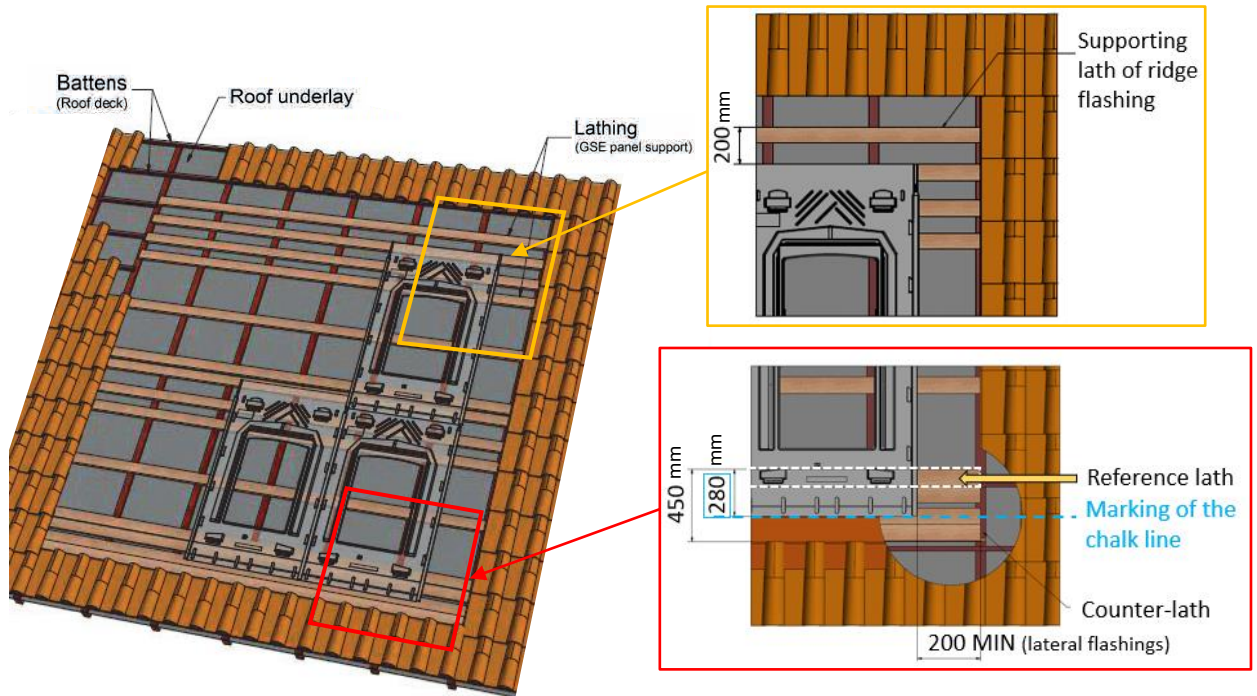 Battens
(Roof deck)
Roof underlay
Lathing
(GSE panel support)
Supporting
lath of ridge
flashing
200 mm
450 mm
280 mm
Reference lath
Marking of the
chalk line
Counter-lath
200 MIN (lateral flashings)